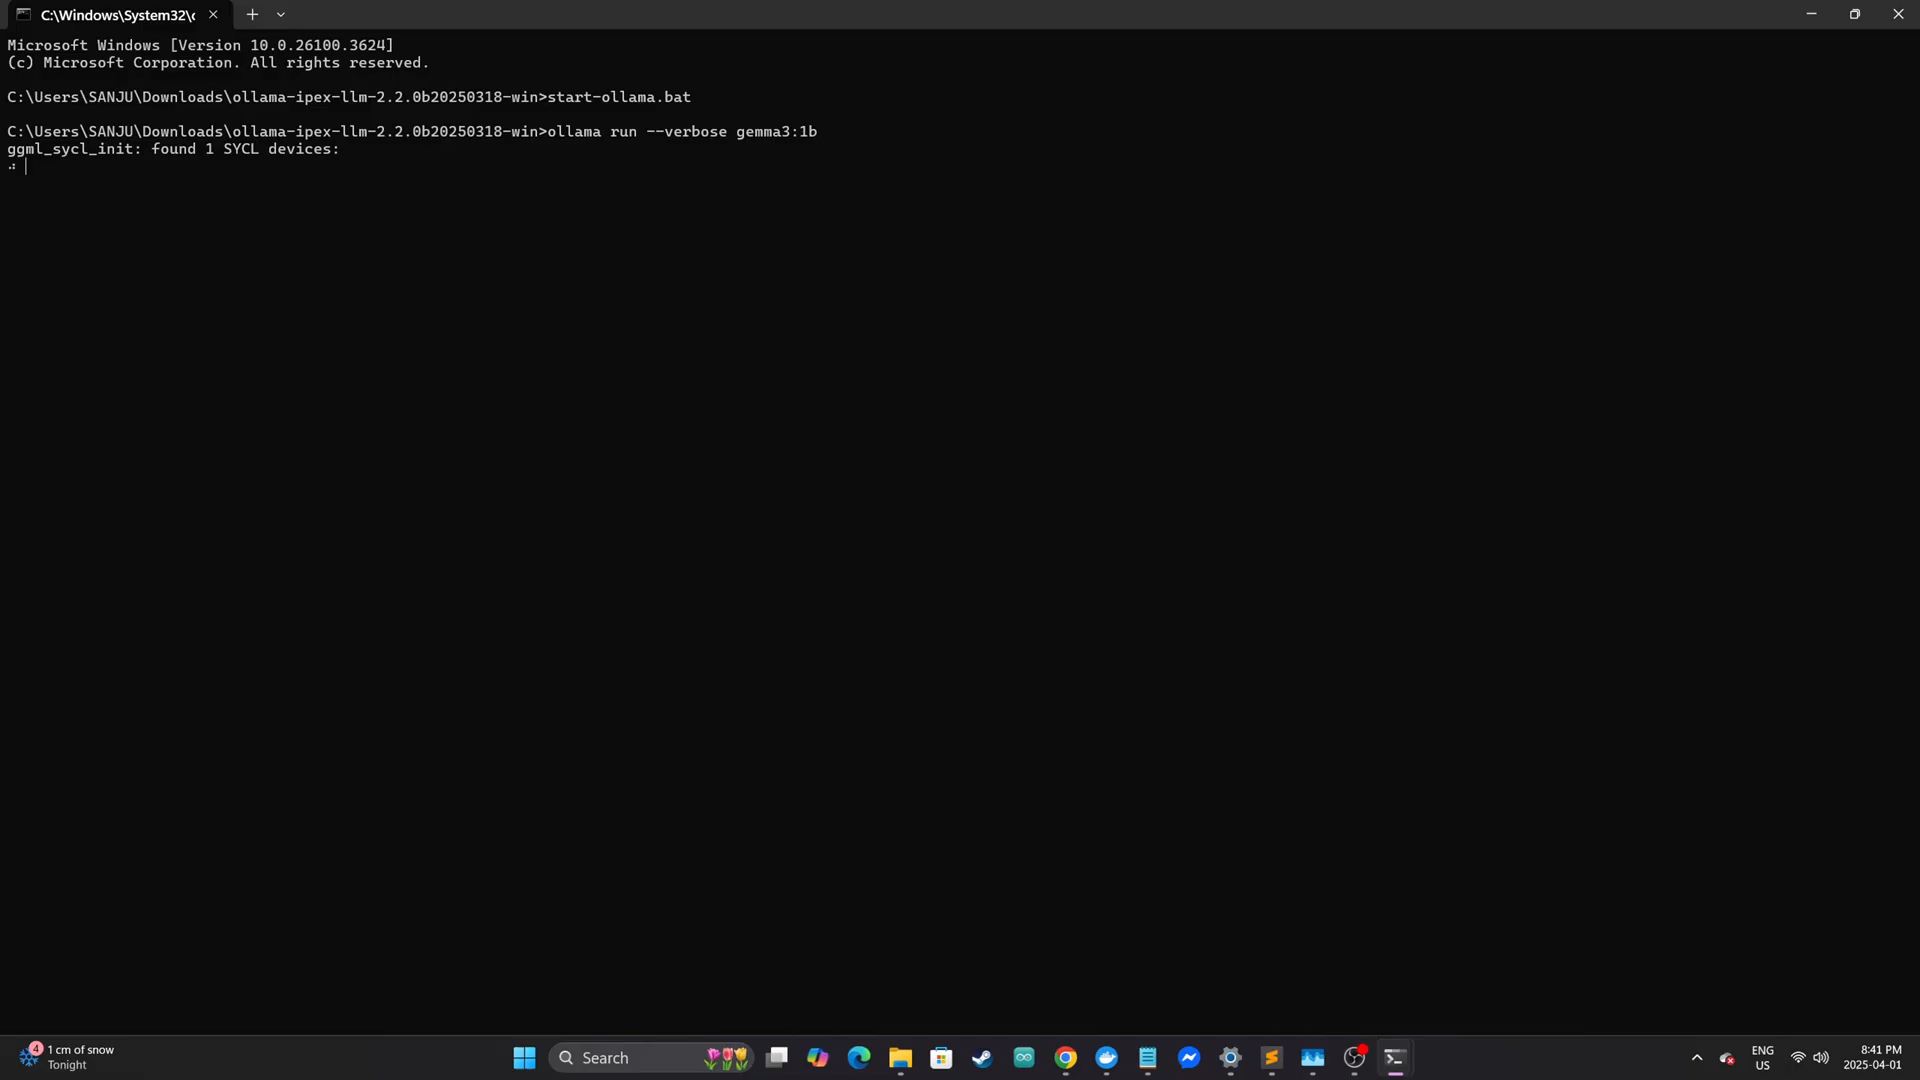 C:\Windows\System32\c
Microsoft Windows [Version 10.0.26100.3624]
(c) Microsoft Corporation. All rights reserved.
C:\Users\SANJU\Downloads\ollama-ipex-llm-2.2.0b20250318-win>start-ollama.bat
C:\Users\SANJU\Downloads\ollama-ipex-llm-2.2.0b20250318-win>ollama run --verbose gemma3:1b
ggml_sycl_init: found 1 SYCL devices:
4
1 cm of snow
Tonight
Search
ENG
US
8:41 PM
2025-04-01